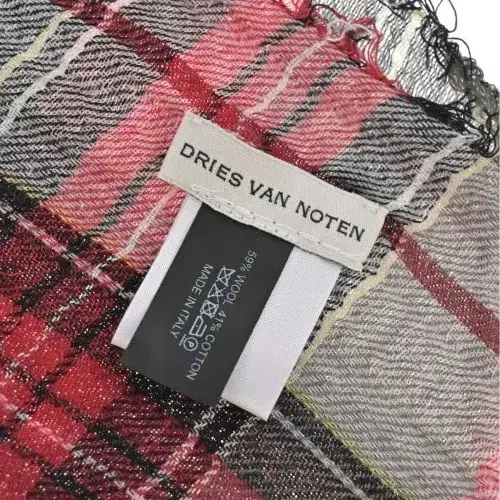 DRIES VAN NOTEN
59% WOOL 41% COTTON
MADE IN ITALY